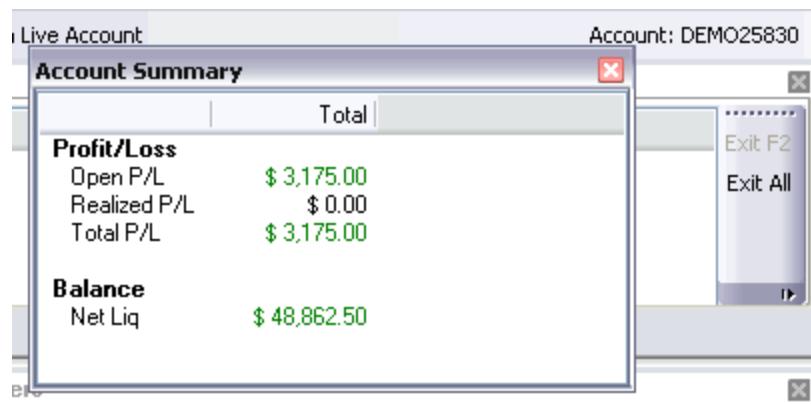 Live Account
Account: DEMO25830
Account Summary
Total
Profit/Loss
Open P/L $ 3,175.00
Realized P/L $ 0.00
Total P/L $ 3,175.00
Balance
Net Liq $ 48,862.50
Exit F2
Exit All